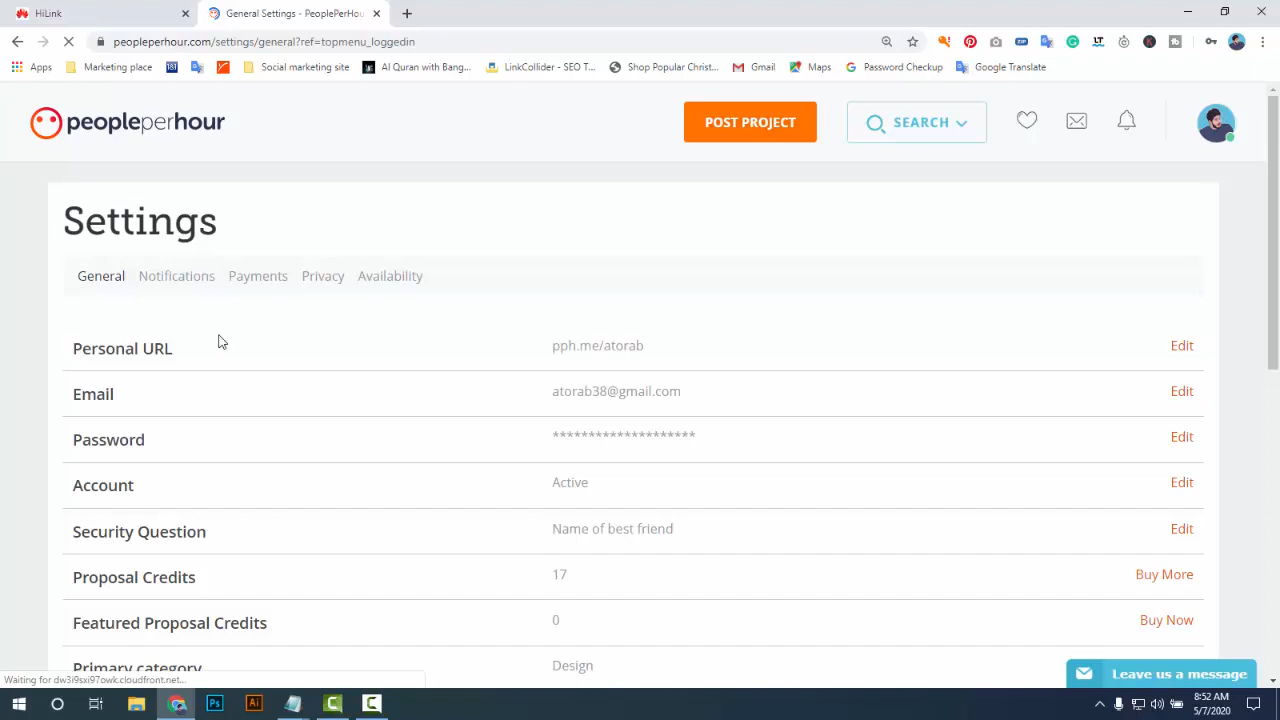 HiLink
General Settings - PeoplePerHou
peopleperhour.com/settings/general?ref=topmenu_loggedin
Apps
Marketing place
Social marketing site
Al Quran with Bang...
LinkCollider - SEO T...
Shop Popular Christ...
Gmail
Maps
Password Checkup
Google Translate
peopleperhour
POST PROJECT
SEARCH
Settings
General Notifications Payments Privacy Availability
Personal URL pph.me/atorab Edit
Email atorab38@gmail.com Edit
Password ******************** Edit
Account Active Edit
Security Question Name of best friend Edit
Proposal Credits 17 Buy More
Featured Proposal Credits 0 Buy Now
Primary category Design
Waiting for dw3i9sxi97owk.cloudfront.net...
Leave us a message
Ps
Ai
8:52 AM
5/7/2020